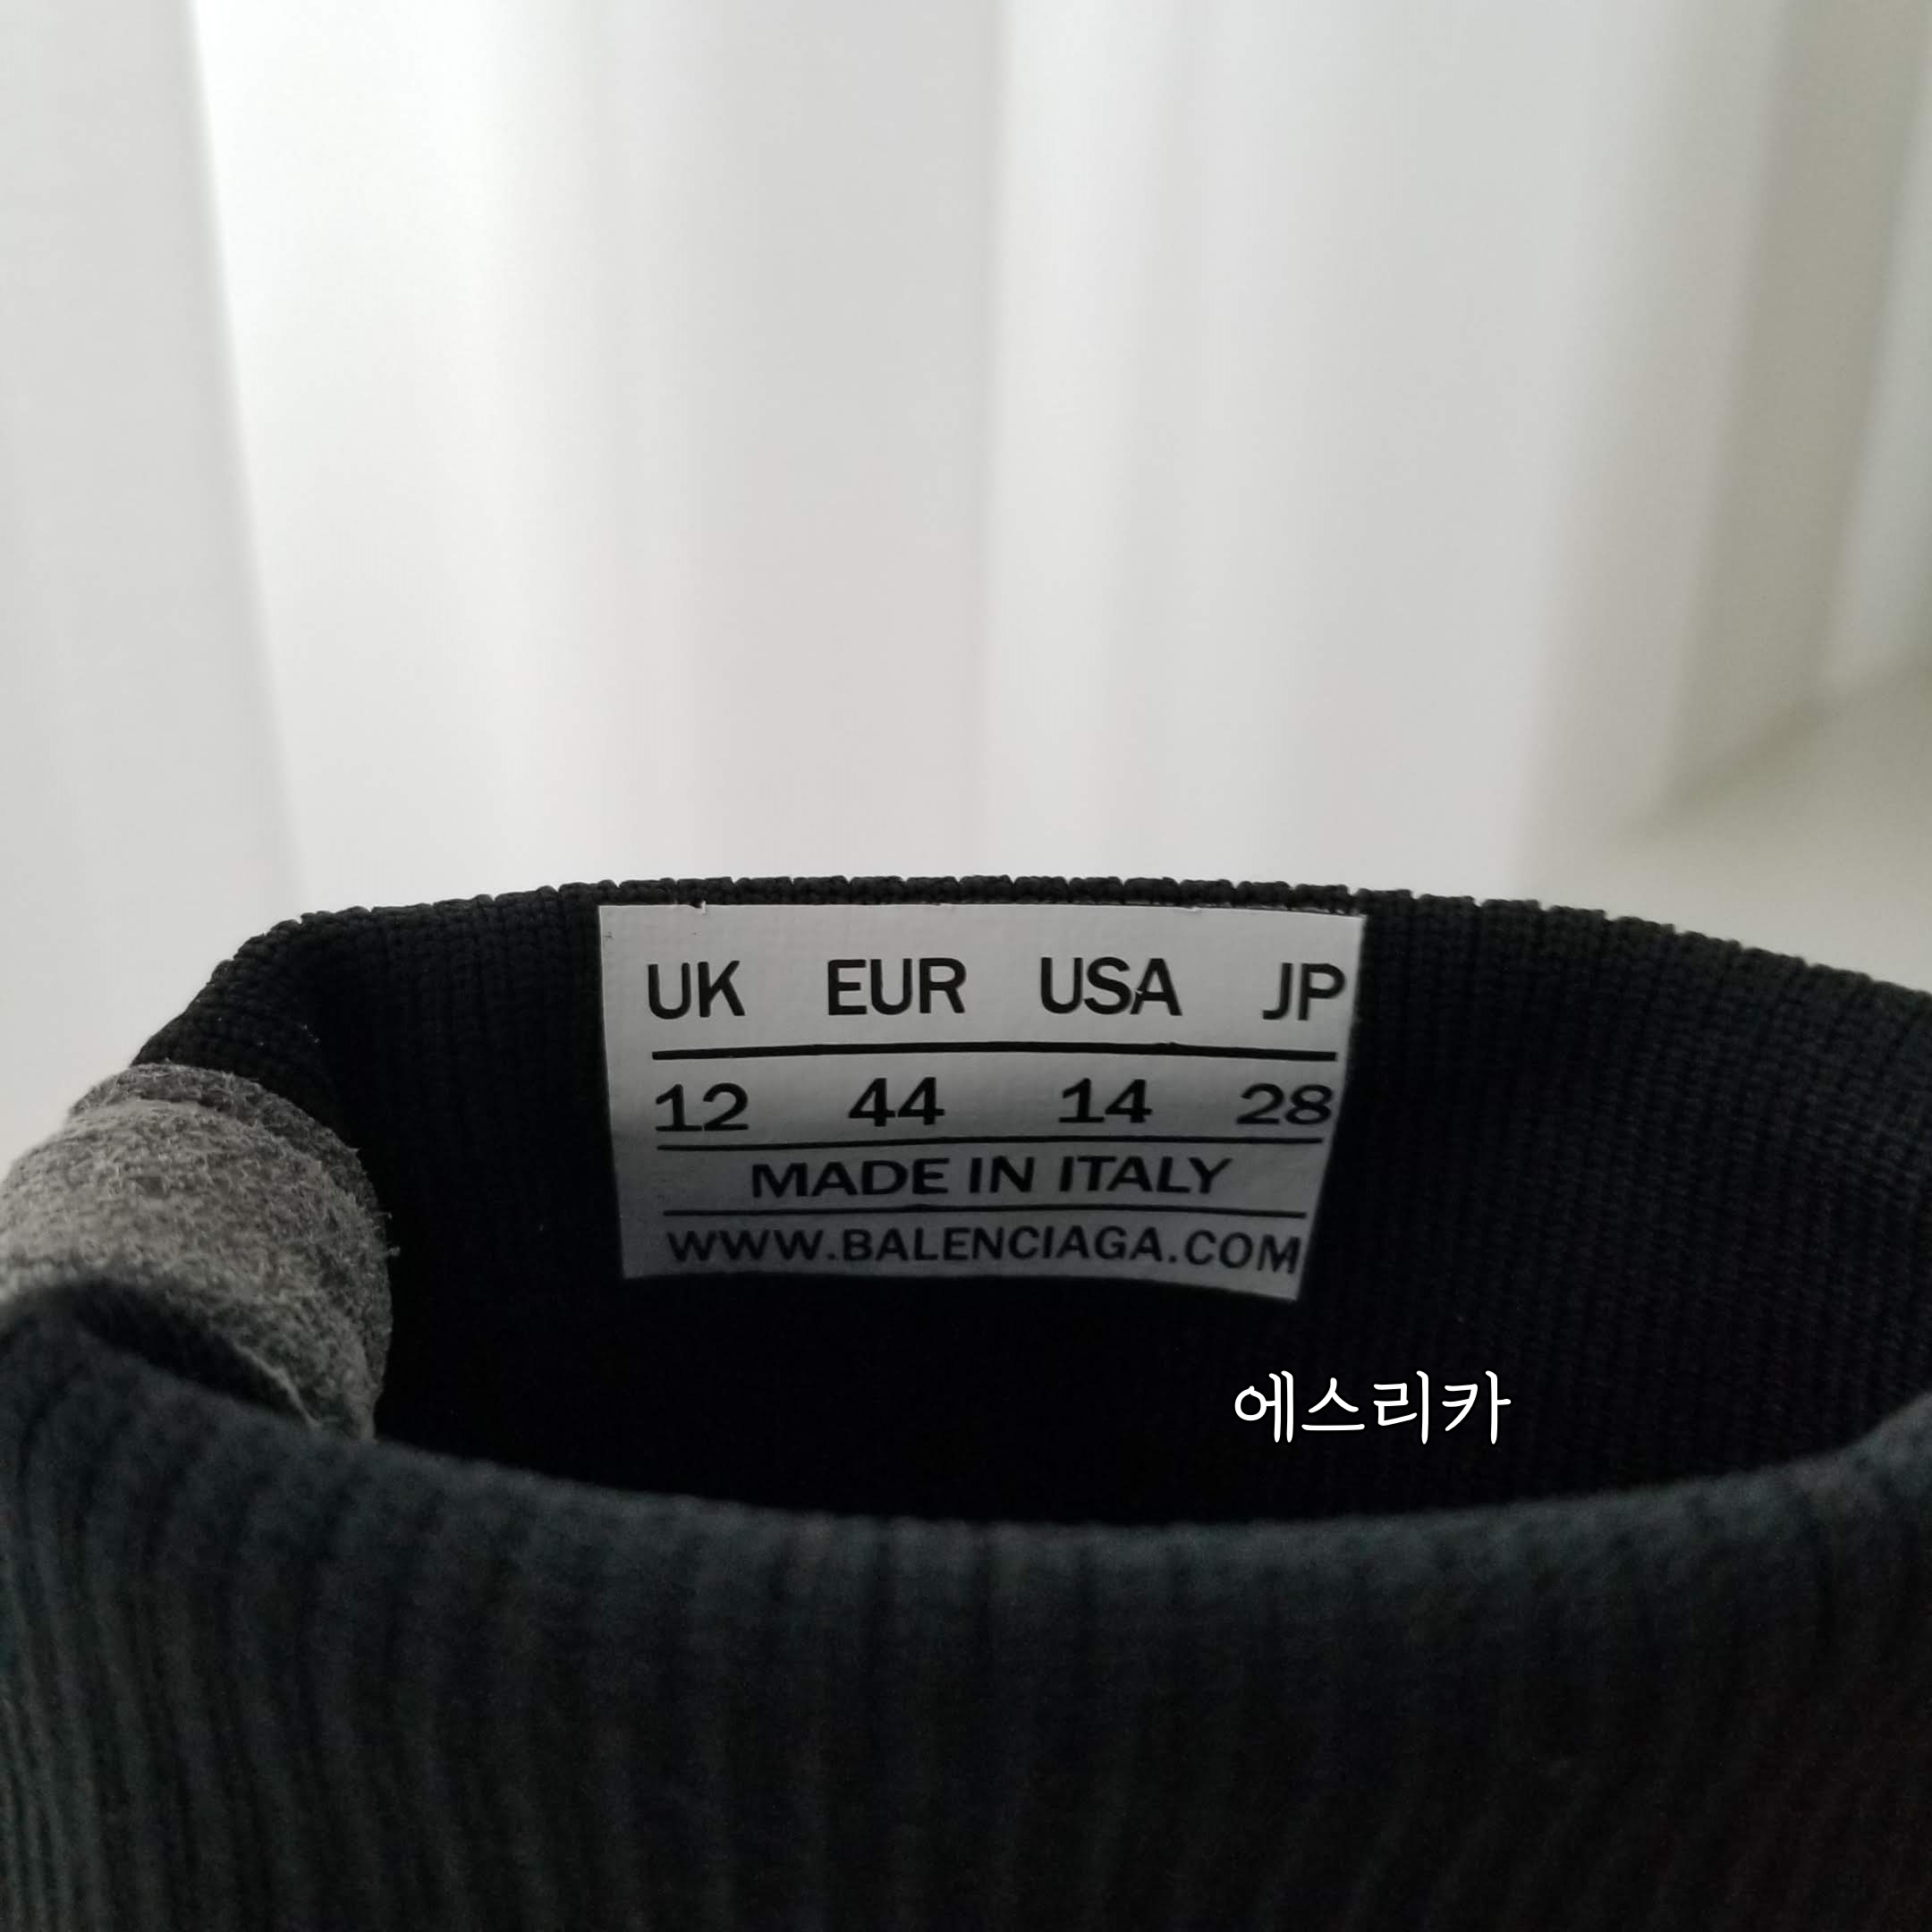 UK EUR USA JP
12 44 14 28
MADE IN ITALY
WWW.BALENCIAGA.COM
에스리카